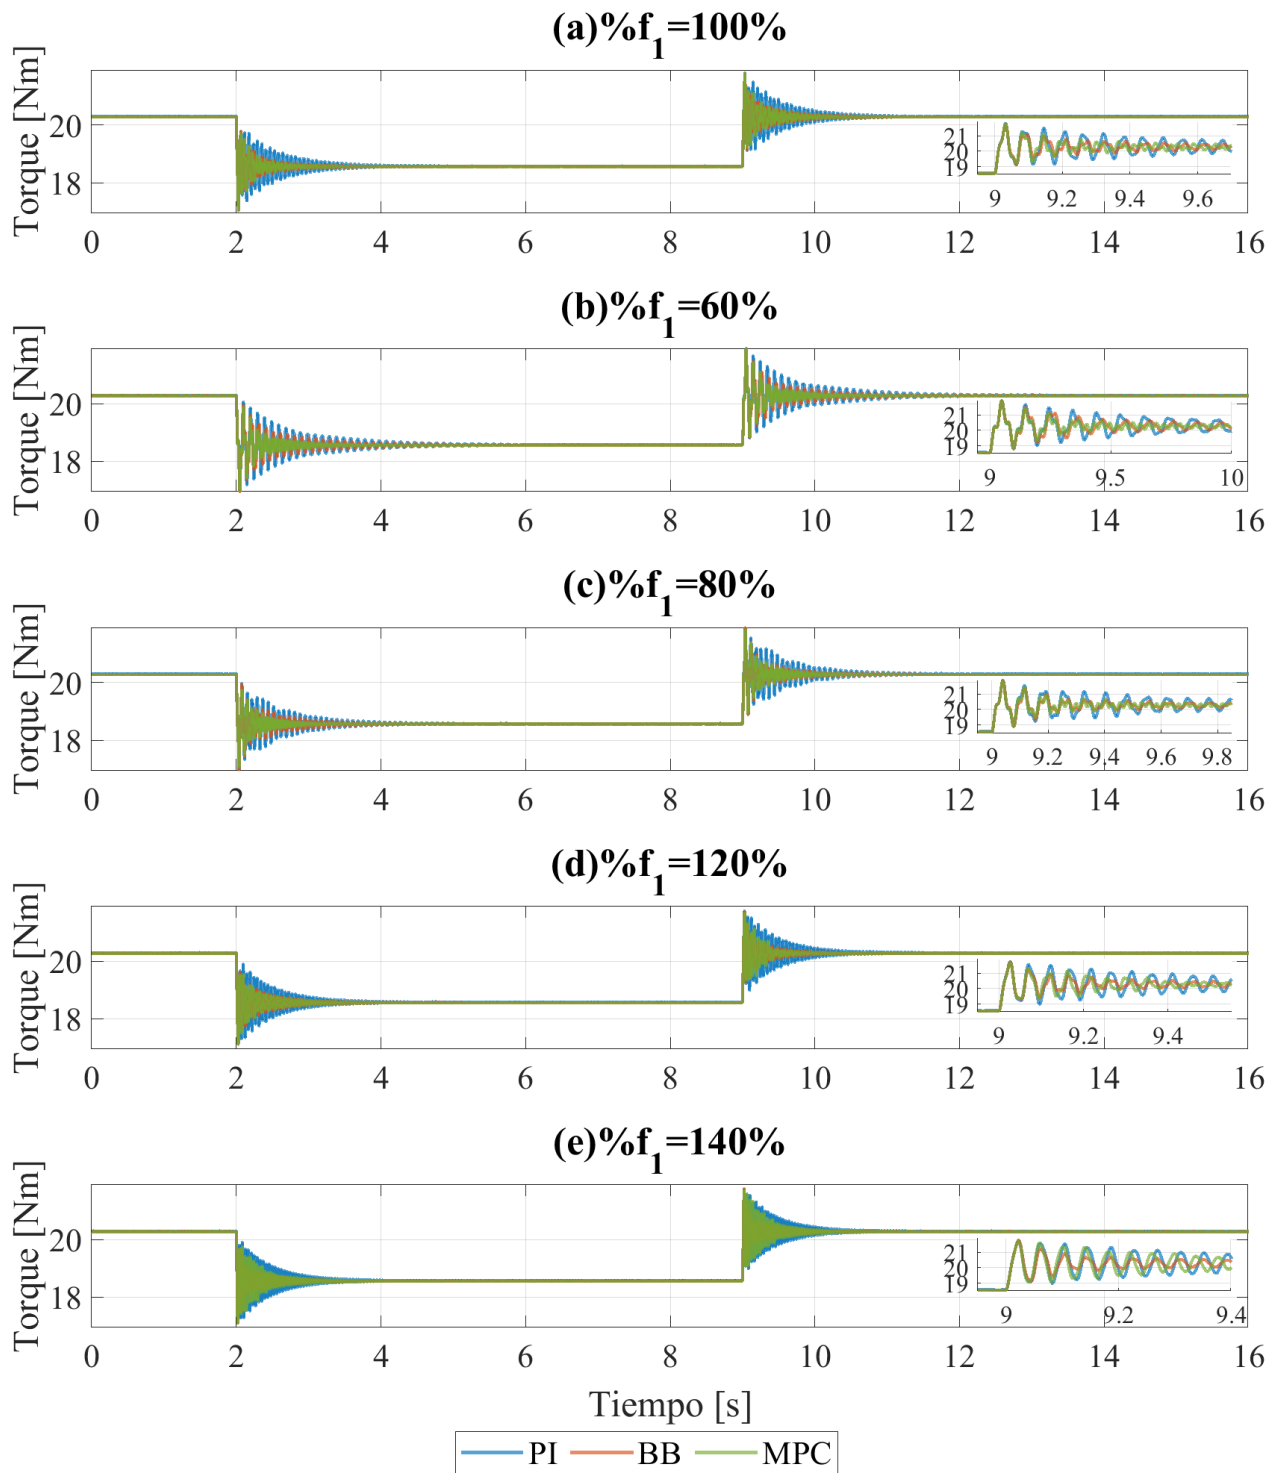 (a)%f1=100%
Torque [Nm]
20
18
21
20
19
9 9.2 9.4 9.6
0 2 4 6 8 10 12 14 16
(b)%f1=60%
Torque [Nm]
20
18
21
20
19
9 9.5 10
0 2 4 6 8 10 12 14 16
(c)%f1=80%
Torque [Nm]
20
18
21
20
19
9 9.2 9.4 9.6 9.8
0 2 4 6 8 10 12 14 16
(d)%f1=120%
Torque [Nm]
20
18
21
20
19
9 9.2 9.4
0 2 4 6 8 10 12 14 16
(e)%f1=140%
Torque [Nm]
20
18
21
20
19
9 9.2 9.4
0 2 4 6 8 10 12 14 16
Tiempo [s]
PI BB MPC